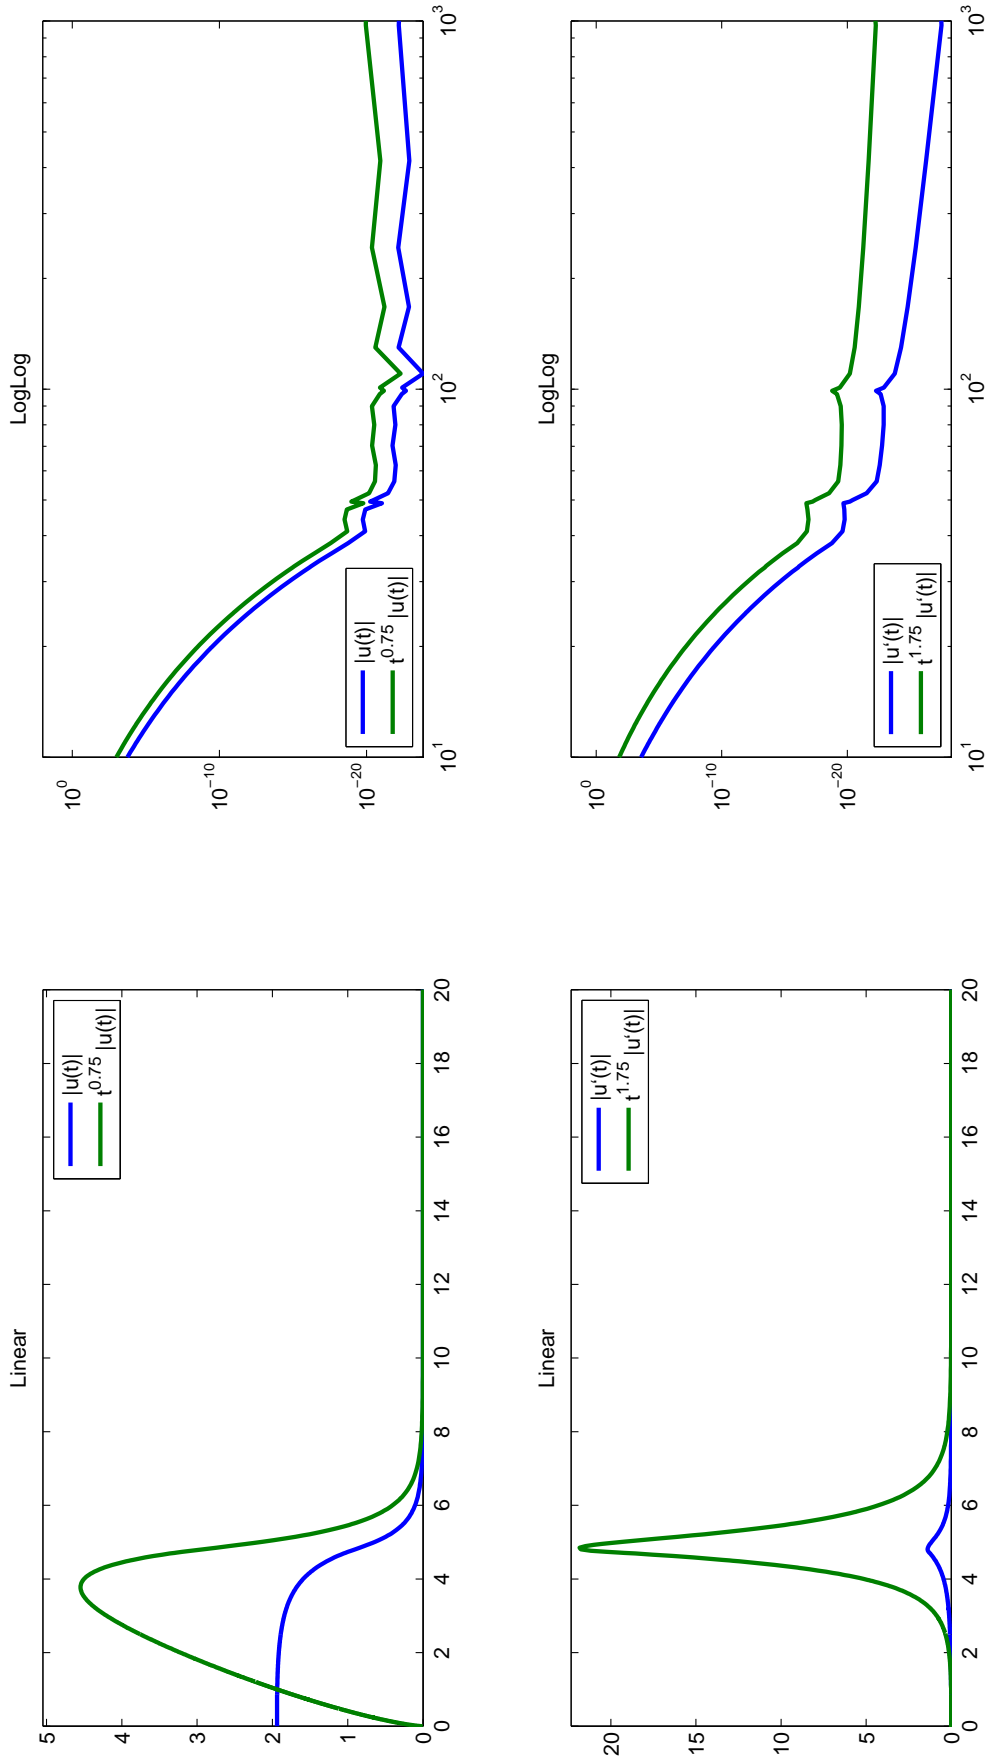 Linear
5
4
3
2
1
0
0 2 4 6 8 10 12 14 16 18 20
|u(t)|
t^0.75 |u(t)|
LogLog
10^0
10^−10
10^−20
10^1 10^2 10^3
|u(t)|
t^0.75 |u(t)|
Linear
20
15
10
5
0
0 2 4 6 8 10 12 14 16 18 20
|u‘(t)|
t^1.75 |u‘(t)|
LogLog
10^0
10^−10
10^−20
10^1 10^2 10^3
|u‘(t)|
t^1.75 |u‘(t)|